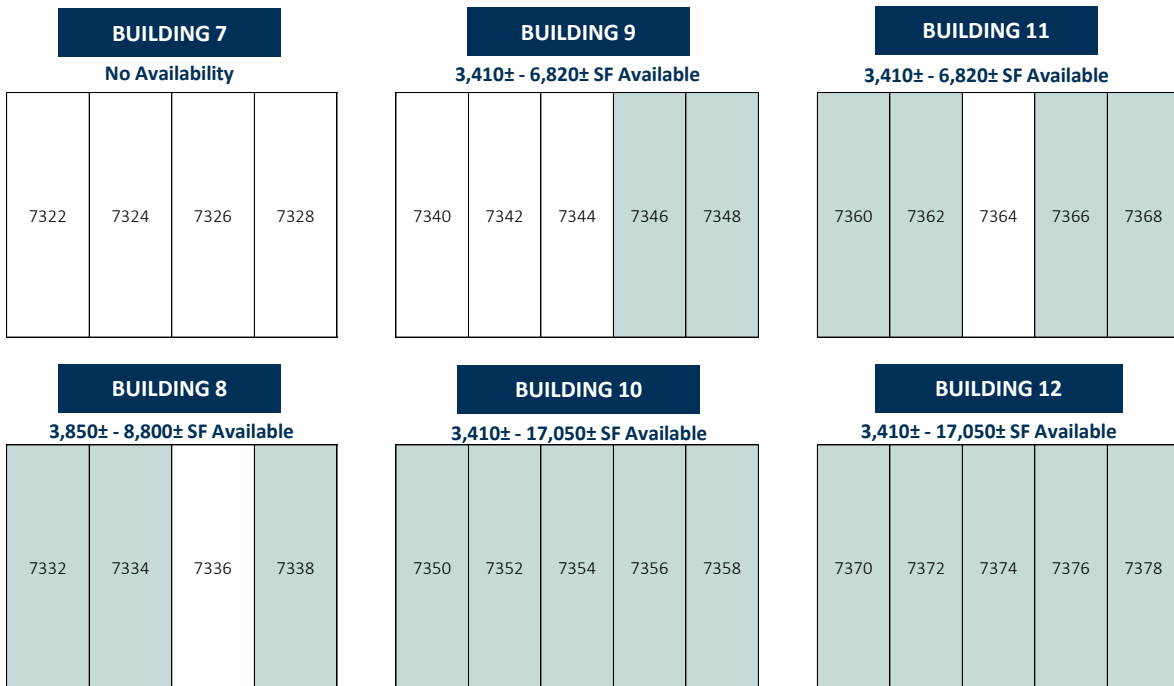 BUILDING 7
No Availability
7322 7324 7326 7328
BUILDING 9
3,410± - 6,820± SF Available
7340 7342 7344 7346 7348
BUILDING 11
3,410± - 6,820± SF Available
7360 7362 7364 7366 7368
BUILDING 8
3,850± - 8,800± SF Available
7332 7334 7336 7338
BUILDING 10
3,410± - 17,050± SF Available
7350 7352 7354 7356 7358
BUILDING 12
3,410± - 17,050± SF Available
7370 7372 7374 7376 7378